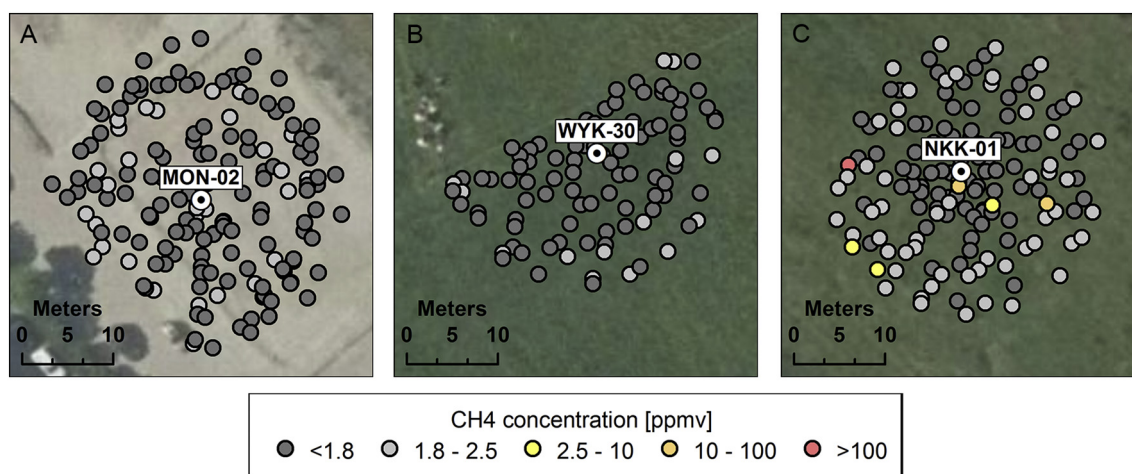 A
B
C
MON-02
WYK-30
NKK-01
Meters
0 5 10
Meters
0 5 10
Meters
0 5 10
CH4 concentration [ppmv]
<1.8 1.8 - 2.5 2.5 - 10 10 - 100 >100